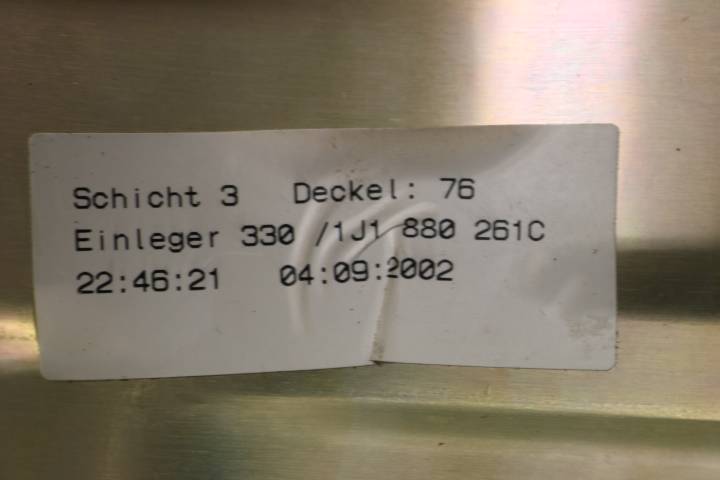 Schicht 3 Deckel: 76
Einleger 330 /1J1 880 261C
22:46:21 04:09:2002